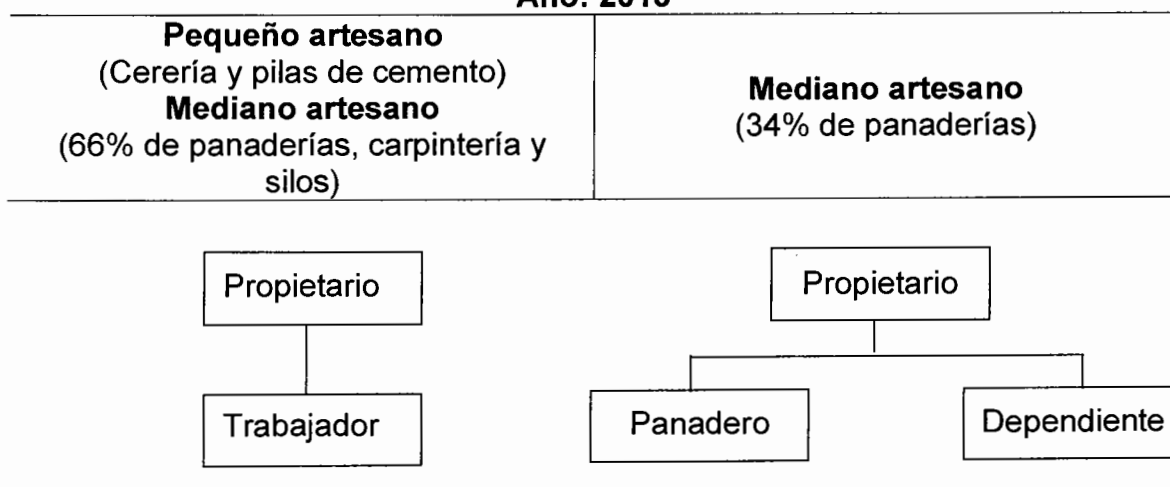 Pequeño artesano
(Cerería y pilas de cemento)
Mediano artesano
(66% de panaderías, carpintería y
silos)
Mediano artesano
(34% de panaderías)
Propietario
Trabajador
Propietario
Panadero
Dependiente